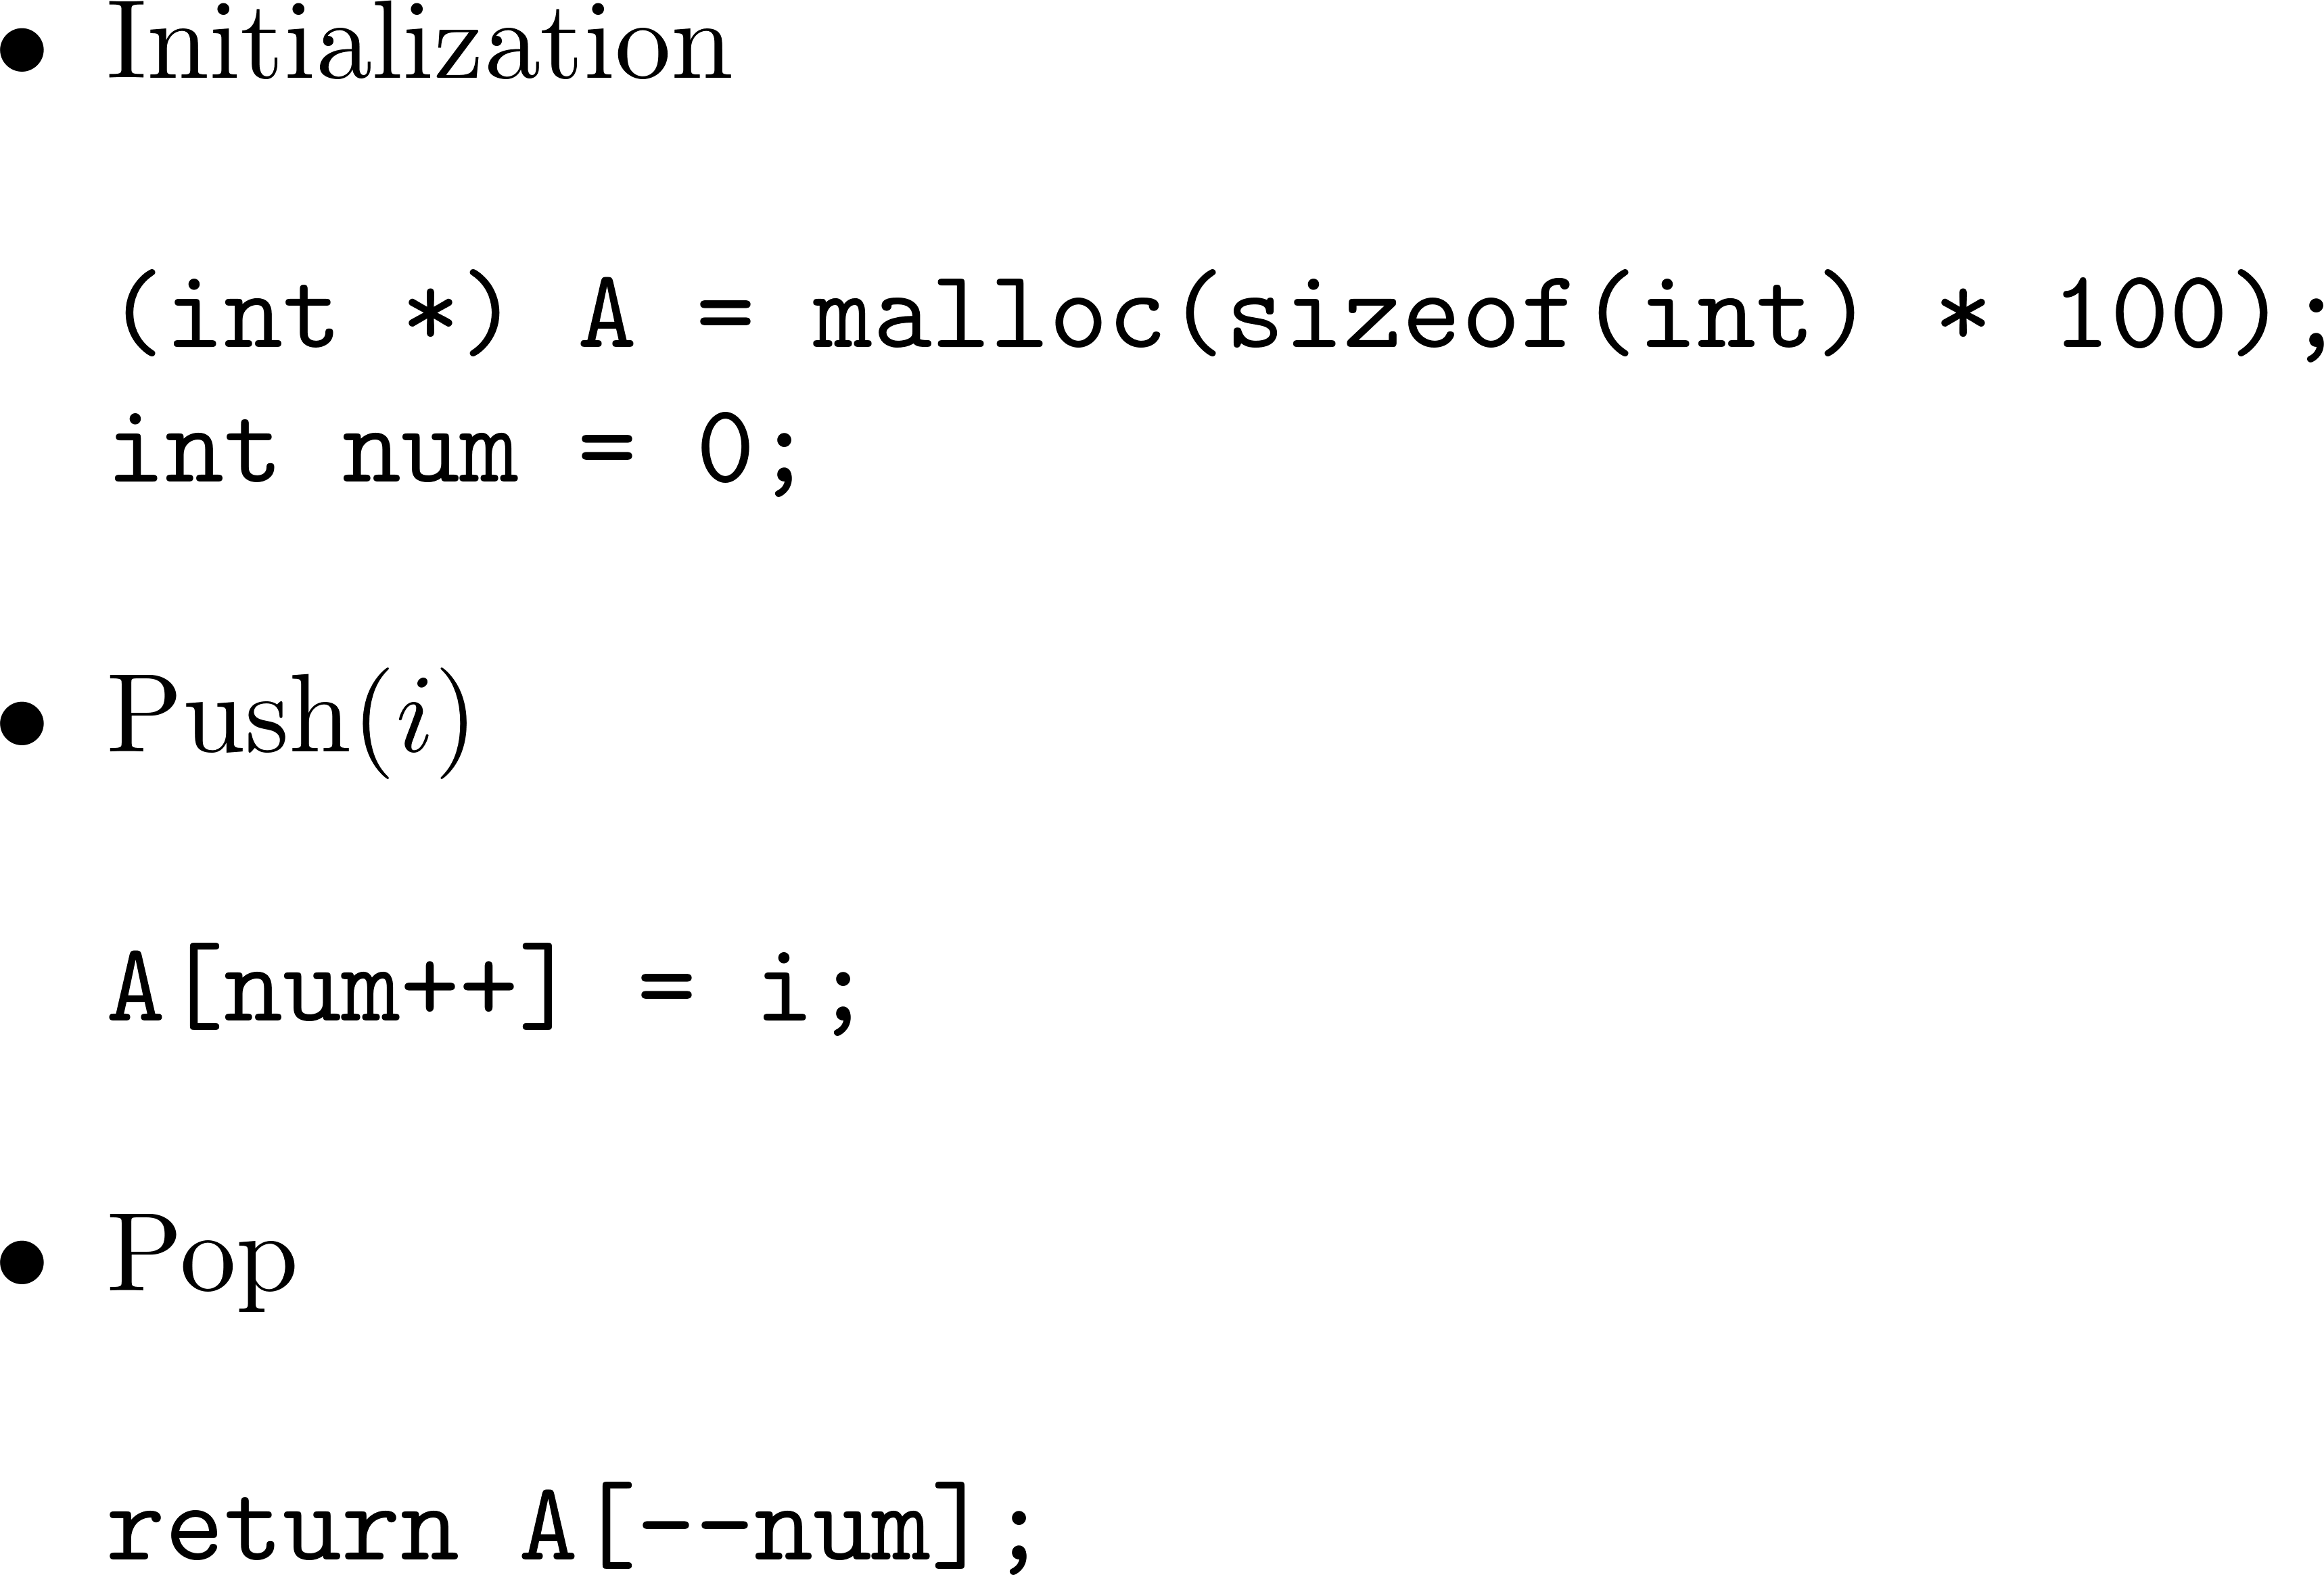 • Initialization
(int *) A = malloc(sizeof(int) * 100);
int num = 0;
• Push(i)
A[num++] = i;
• Pop
return A[--num];